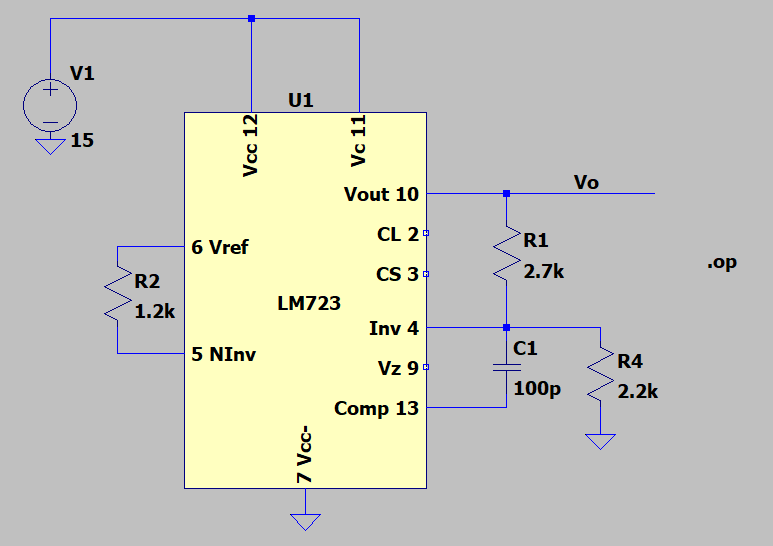 V1
15
U1
Vcc 12
Vc 11
Vout 10
Vo
CL 2
R1
2.7k
.op
6 Vref
CS 3
R2
1.2k
LM723
Inv 4
5 NInv
C1
100p
Vz 9
R4
2.2k
Comp 13
7 Vcc-